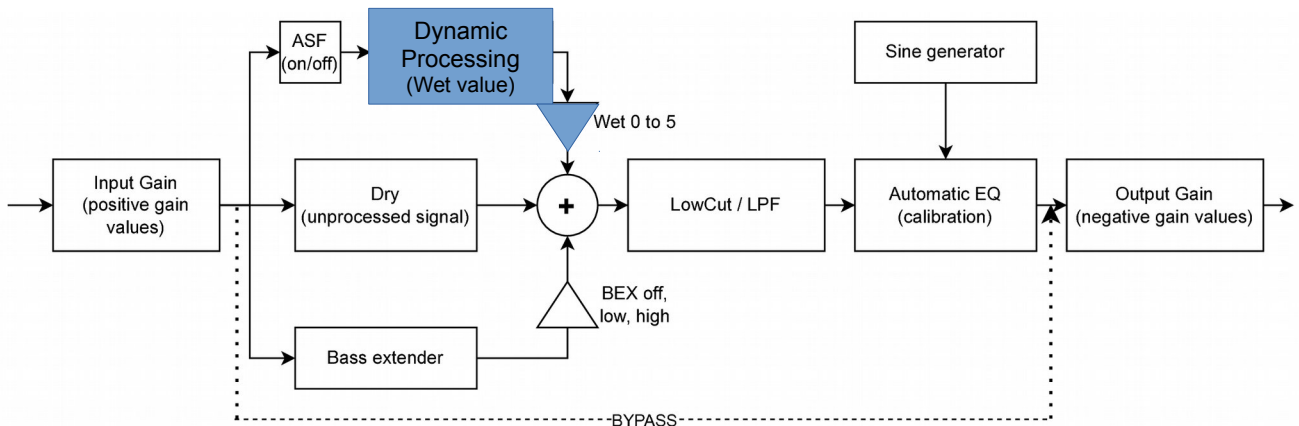 ASF
(on/off)
Dynamic
Processing
(Wet value)
Sine generator
Wet 0 to 5
Input Gain
(positive gain
values)
Dry
(unprocessed signal)
+
LowCut / LPF
Automatic EQ
(calibration)
Output Gain
(negative gain values)
BEX off,
low, high
Bass extender
BYPASS